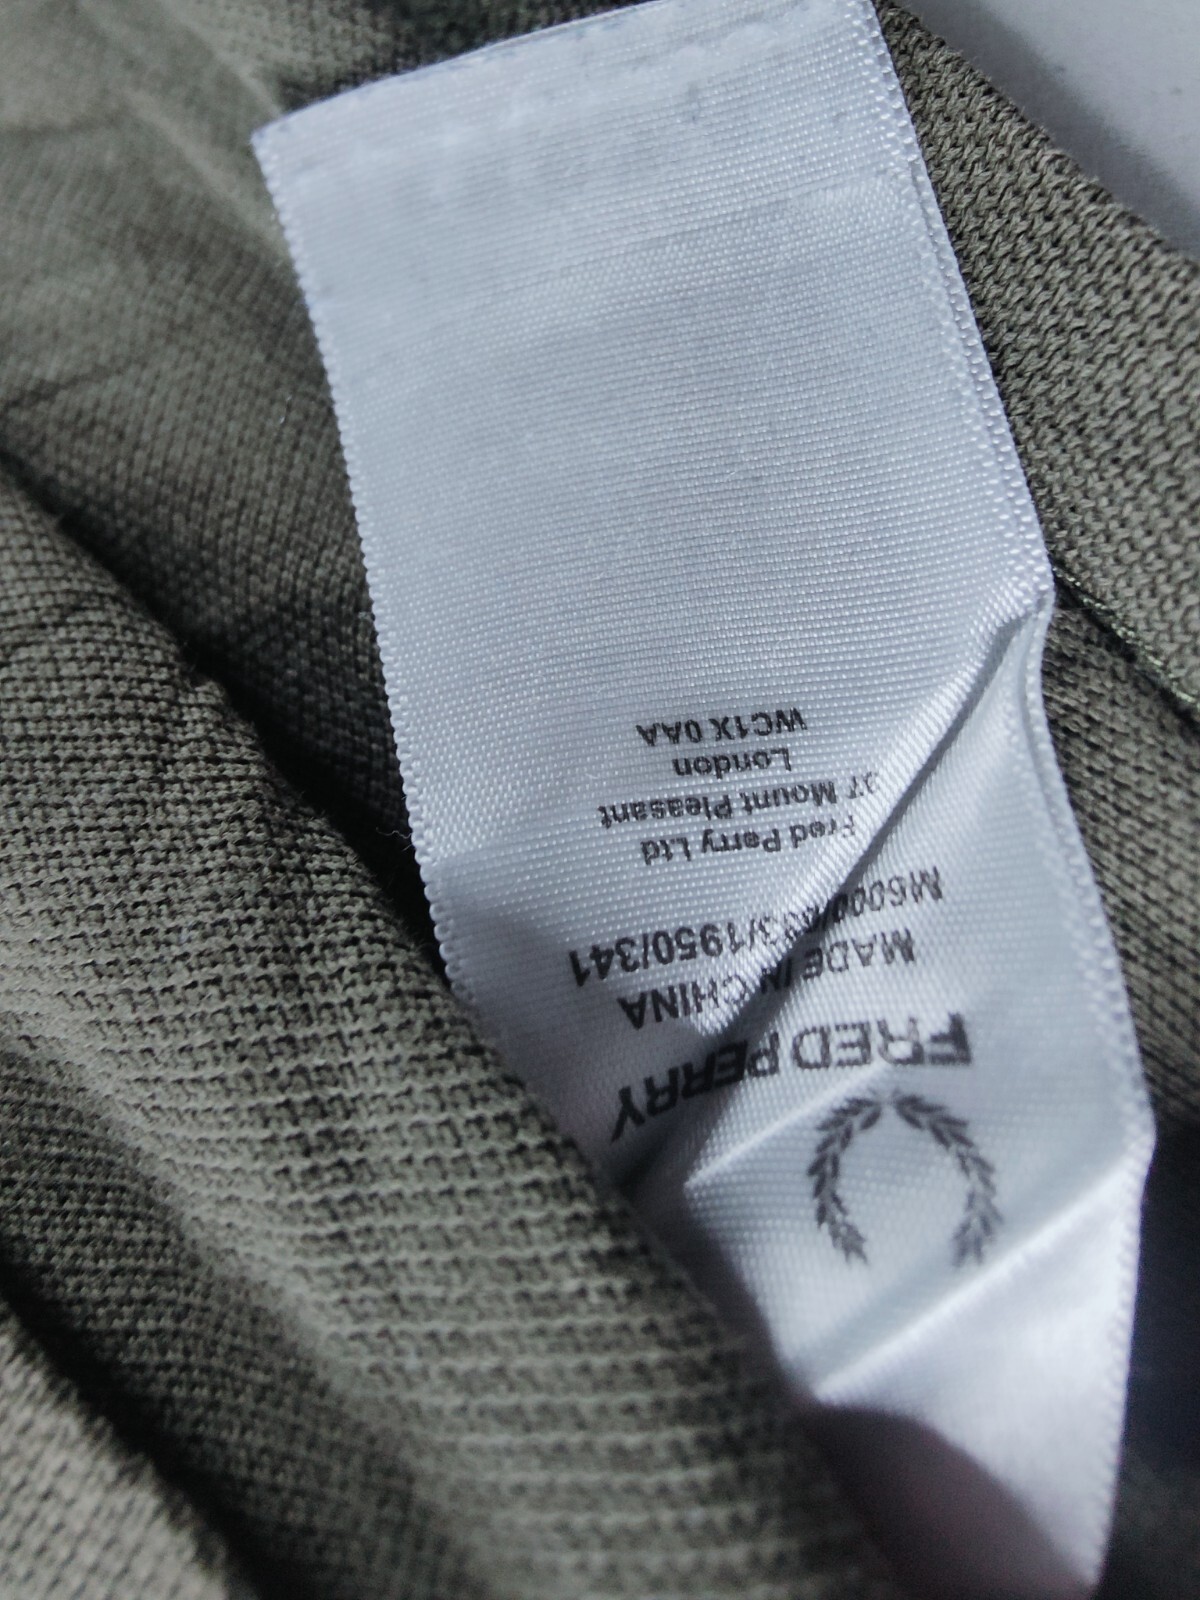 FRED PERRY
MADE IN CHINA
Fred Perry Ltd
Mount Pleasant
London
WC1X 0AA